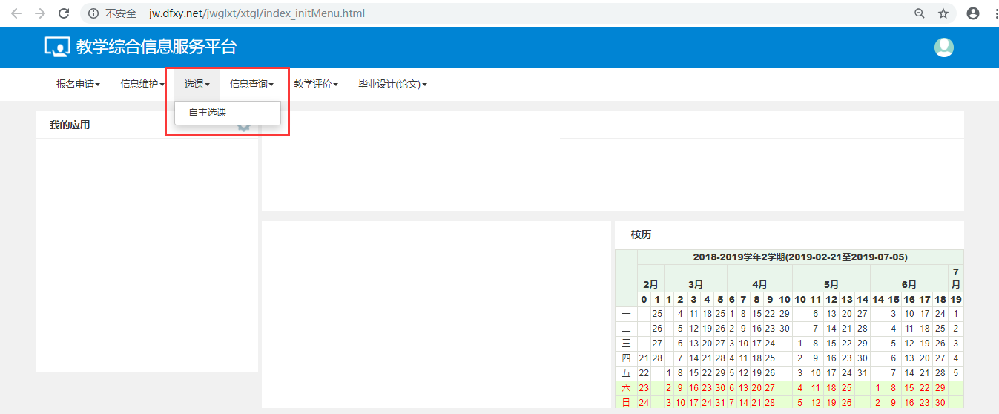 不安全 jw.dfxy.net/jwglxt/xtgl/index_initMenu.html
教学综合信息服务平台
报名申请 信息维护 选课 信息查询 教学评价 毕业设计(论文)
自主选课
我的应用
校历
2018-2019学年2学期(2019-02-21至2019-07-05)
2月 3月 4月 5月 6月 7月
0 1 1 2 3 4 5 6 7 8 9 10 10 11 12 13 14 14 15 16 17 18 19
一 25 4 11 18 25 1 8 15 22 29 6 13 20 27 3 10 17 24 1
二 26 5 12 19 26 2 9 16 23 30 7 14 21 28 4 11 18 25 2
三 27 6 13 20 27 3 10 17 24 1 8 15 22 29 5 12 19 26 3
四 21 28 7 14 21 28 4 11 18 25 2 9 16 23 30 6 13 20 27 4
五 22 1 8 15 22 29 5 12 19 26 3 10 17 24 31 7 14 21 28 5
六 23 2 9 16 23 30 6 13 20 27 4 11 18 25 1 8 15 22 29
日 24 3 10 17 24 31 7 14 21 28 5 12 19 26 2 9 16 23 30